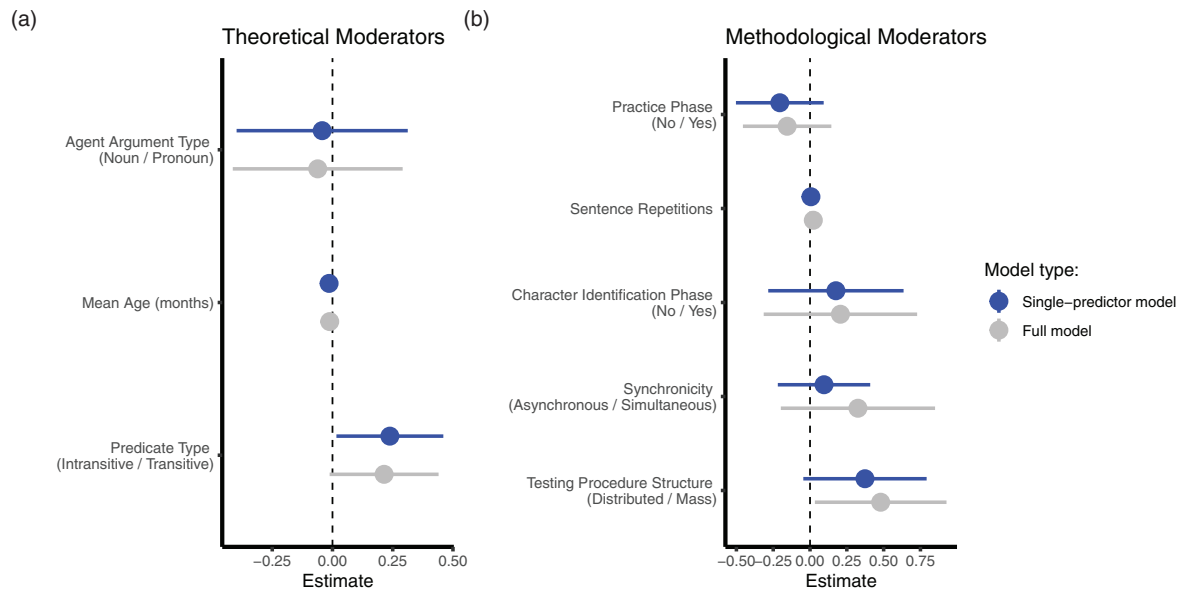 (a)
Theoretical Moderators
Agent Argument Type
(Noun / Pronoun)
Mean Age (months)
Predicate Type
(Intransitive / Transitive)
−0.25 0.00 0.25 0.50
Estimate
(b)
Methodological Moderators
Practice Phase
(No / Yes)
Sentence Repetitions
Character Identification Phase
(No / Yes)
Synchronicity
(Asynchronous / Simultaneous)
Testing Procedure Structure
(Distributed / Mass)
−0.50 −0.25 0.00 0.25 0.50 0.75
Estimate
Model type:
Single−predictor model
Full model